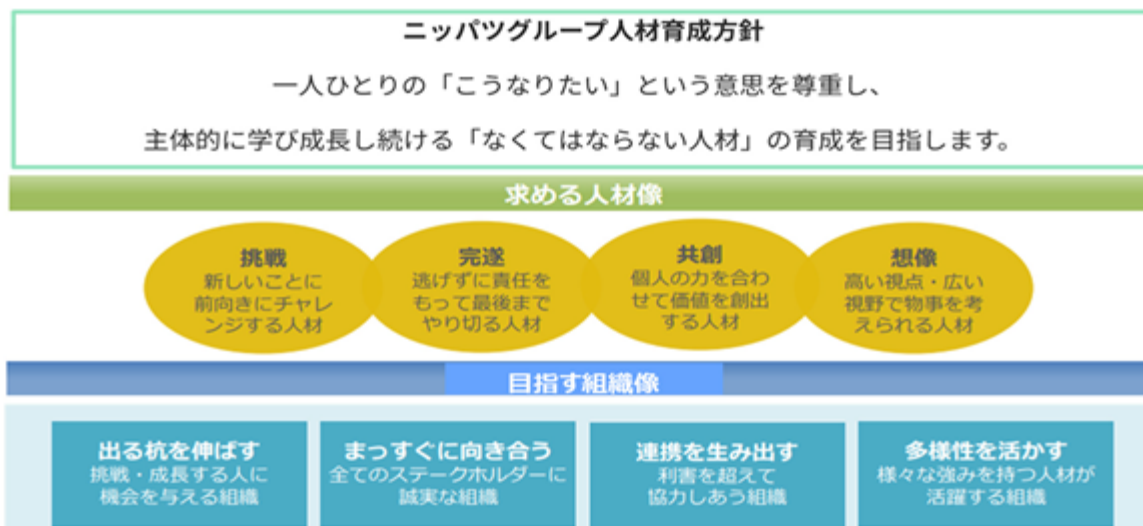 ニッパツグループ人材育成方針
一人ひとりの「こうなりたい」という意思を尊重し、
主体的に学び成長し続ける「なくてはならない人材」の育成を目指します。
求める人材像
挑戦
新しいことに
前向きにチャレ
ンジする人材
完遂
逃げずに責任を
もって最後まで
やり切る人材
共創
個人の力を合わ
せて価値を創出
する人材
想像
高い視点・広い
視野で物事を考
えられる人材
目指す組織像
出る杭を伸ばす
挑戦・成長する人に
機会を与える組織
まっすぐに向き合う
全てのステークホルダーに
誠実な組織
連携を生み出す
利害を超えて
協力しあう組織
多様性を活かす
様々な強みを持つ人材が
活躍する組織